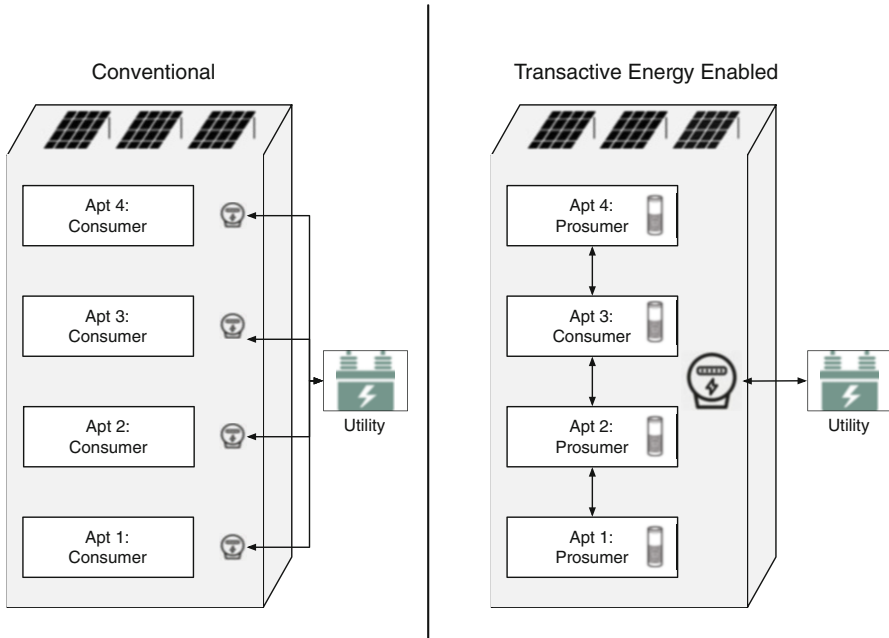 Conventional
Apt 4:
Consumer
Apt 3:
Consumer
Apt 2:
Consumer
Apt 1:
Consumer
Utility
Transactive Energy Enabled
Apt 4:
Prosumer
Apt 3:
Consumer
Apt 2:
Prosumer
Apt 1:
Prosumer
Utility